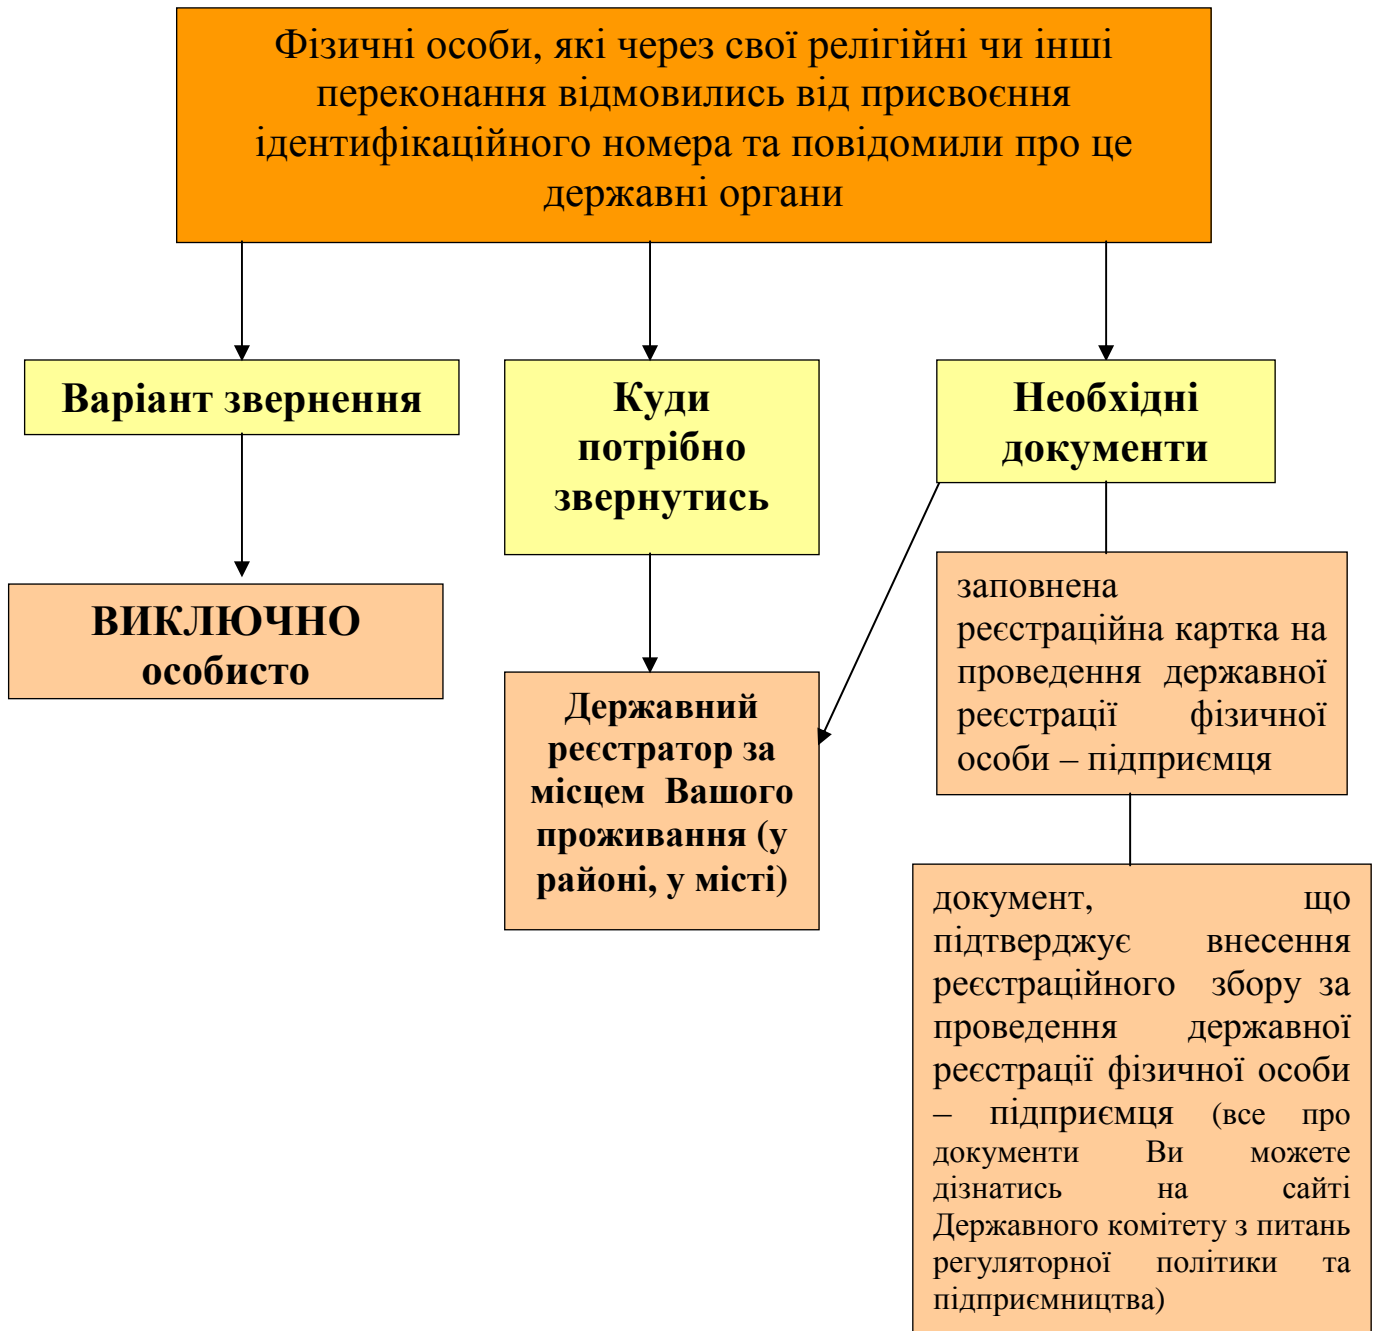 Фізичні особи, які через свої релігійні чи інші
переконання відмовились від присвоєння
ідентифікаційного номера та повідомили про це
державні органи
Варіант звернення
ВИКЛЮЧНО
особисто
Куди
потрібно
звернутись
Державний
реєстратор за
місцем Вашого
проживання (у
районі, у місті)
Необхідні
документи
заповнена
реєстраційна картка на
проведення державної
реєстрації фізичної
особи – підприємця
документ, що
підтверджує внесення
реєстраційного збору за
проведення державної
реєстрації фізичної особи
– підприємця (все про
документи Ви можете
дізнатись на сайті
Державного комітету з питань
регуляторної політики та
підприємництва)